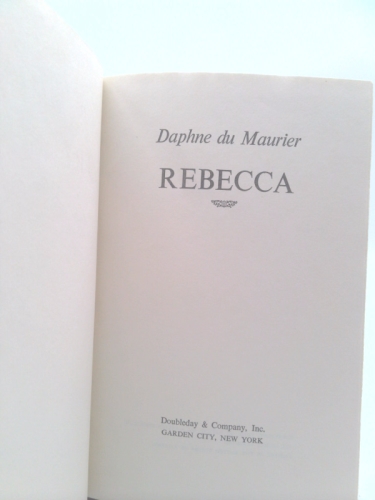 Daphne du Maurier
REBECCA
Doubleday & Company, Inc.
GARDEN CITY, NEW YORK